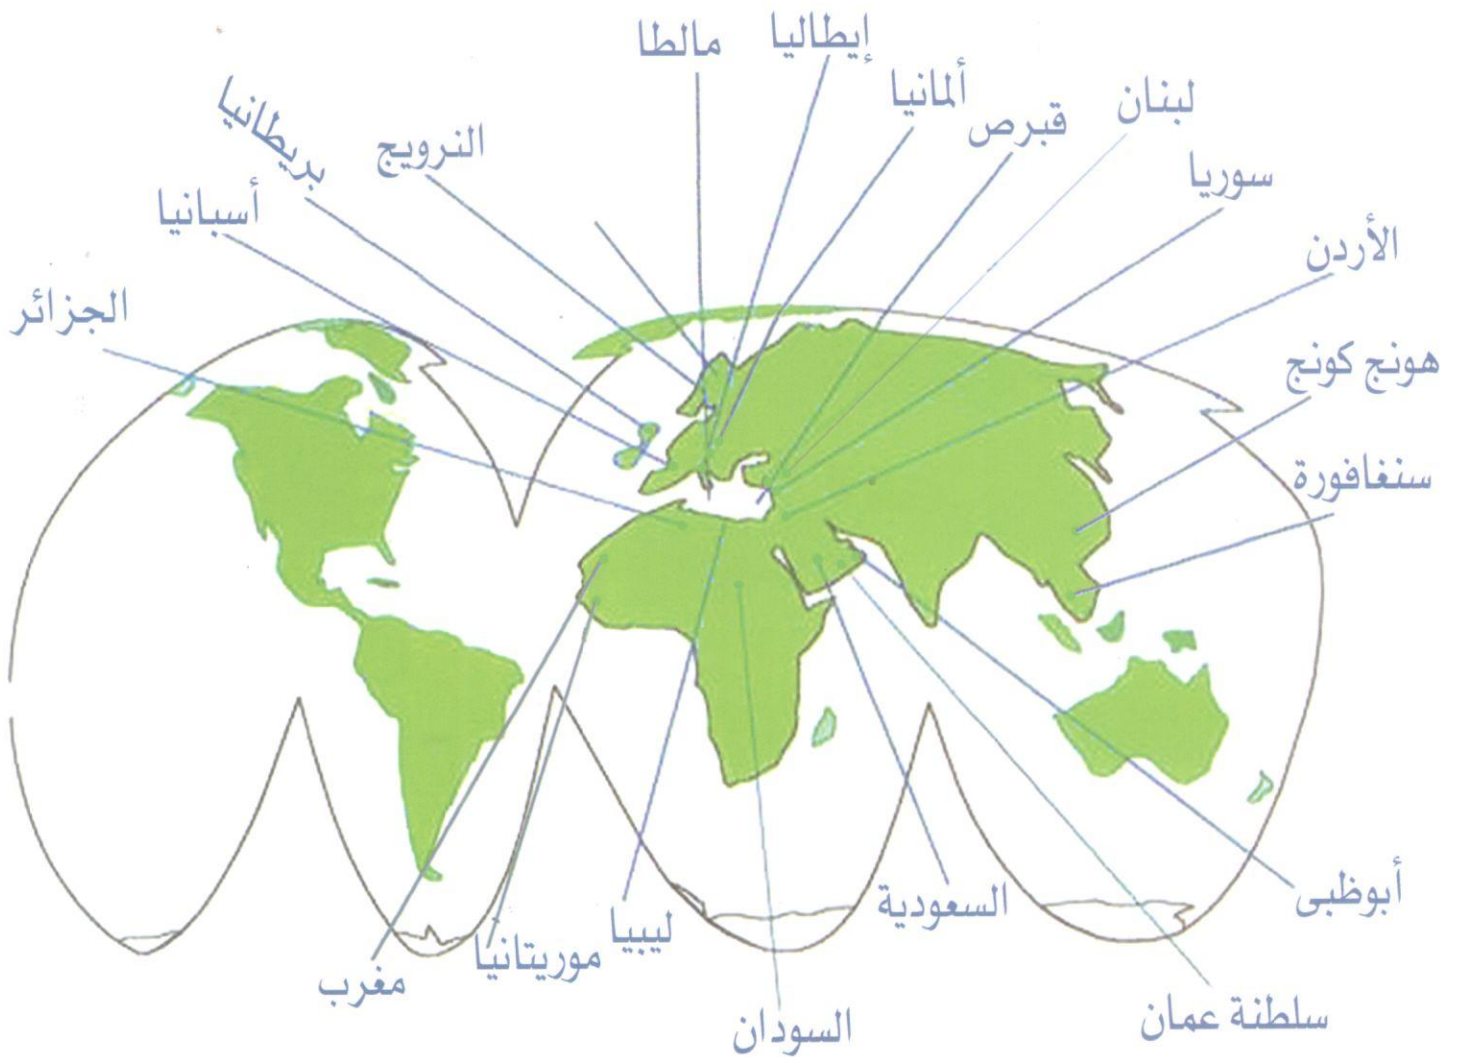 مالطا
إيطاليا
ألمانيا
قبرص
لبنان
سوريا
الأردن
هونج كونج
سنغافورة
النرويج
بريطانيا
أسبانيا
الجزائر
أبوظبى
السعودية
سلطنة عمان
السودان
ليبيا
موريتانيا
مغرب